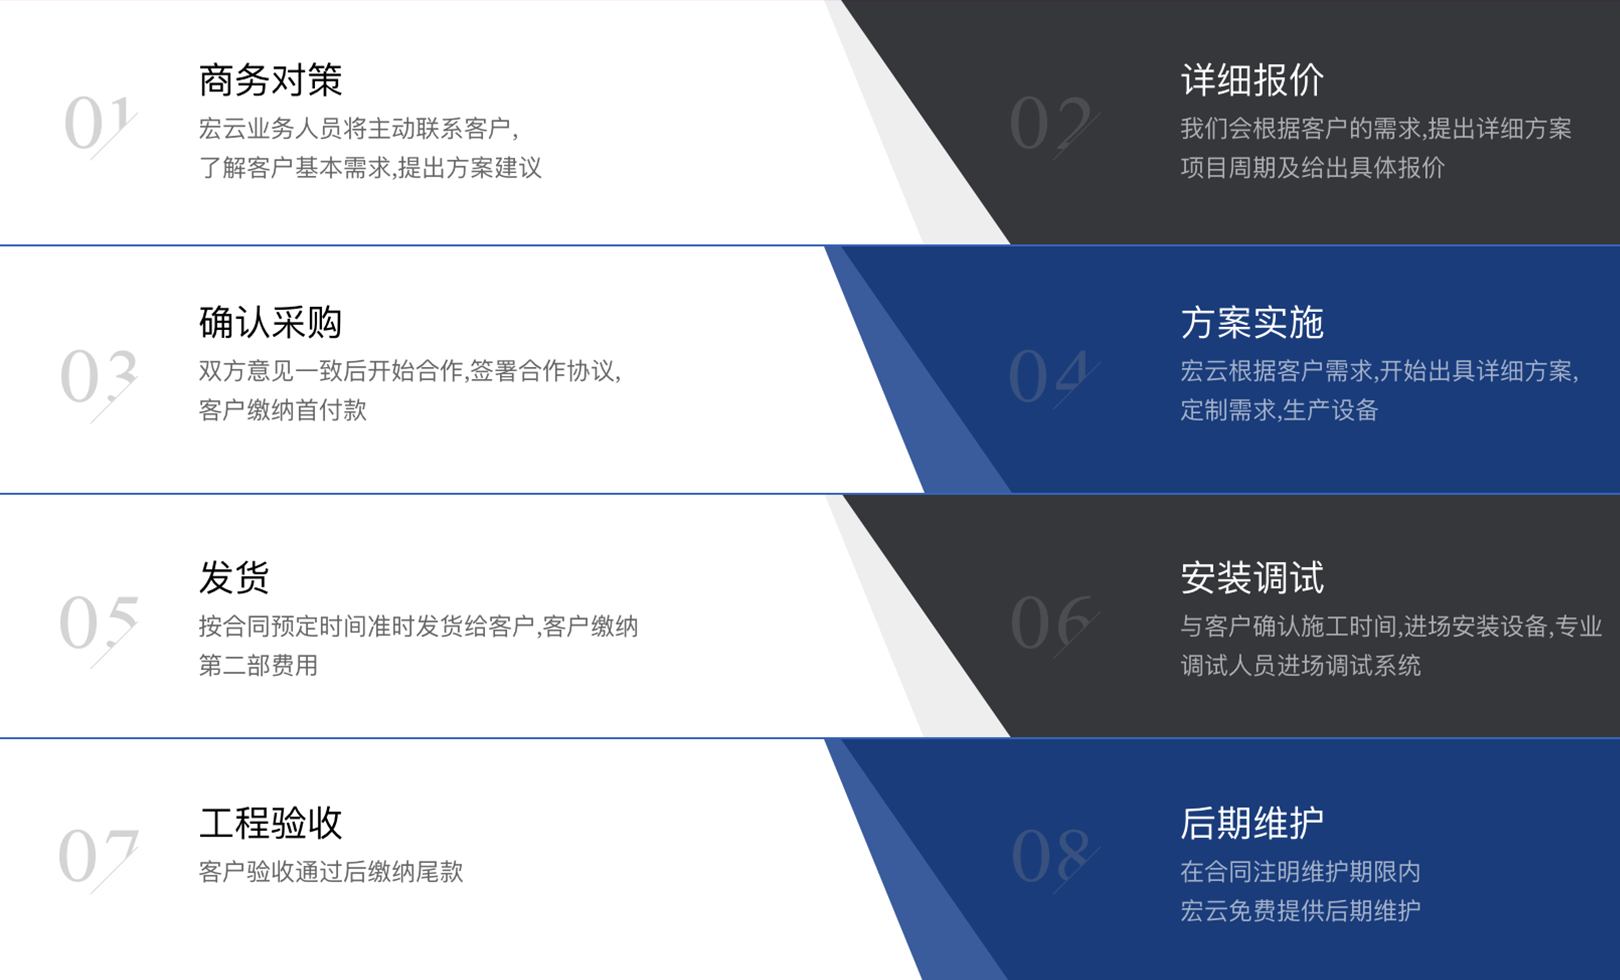 01
商务对策
宏云业务人员将主动联系客户,
了解客户基本需求,提出方案建议
02
详细报价
我们会根据客户的需求,提出详细方案
项目周期及给出具体报价
03
确认采购
双方意见一致后开始合作,签署合作协议,
客户缴纳首付款
04
方案实施
宏云根据客户需求,开始出具详细方案,
定制需求,生产设备
05
发货
按合同预定时间准时发货给客户,客户缴纳
第二部费用
06
安装调试
与客户确认施工时间,进场安装设备,专业
调试人员进场调试系统
07
工程验收
客户验收通过后缴纳尾款
08
后期维护
在合同注明维护期限内
宏云免费提供后期维护